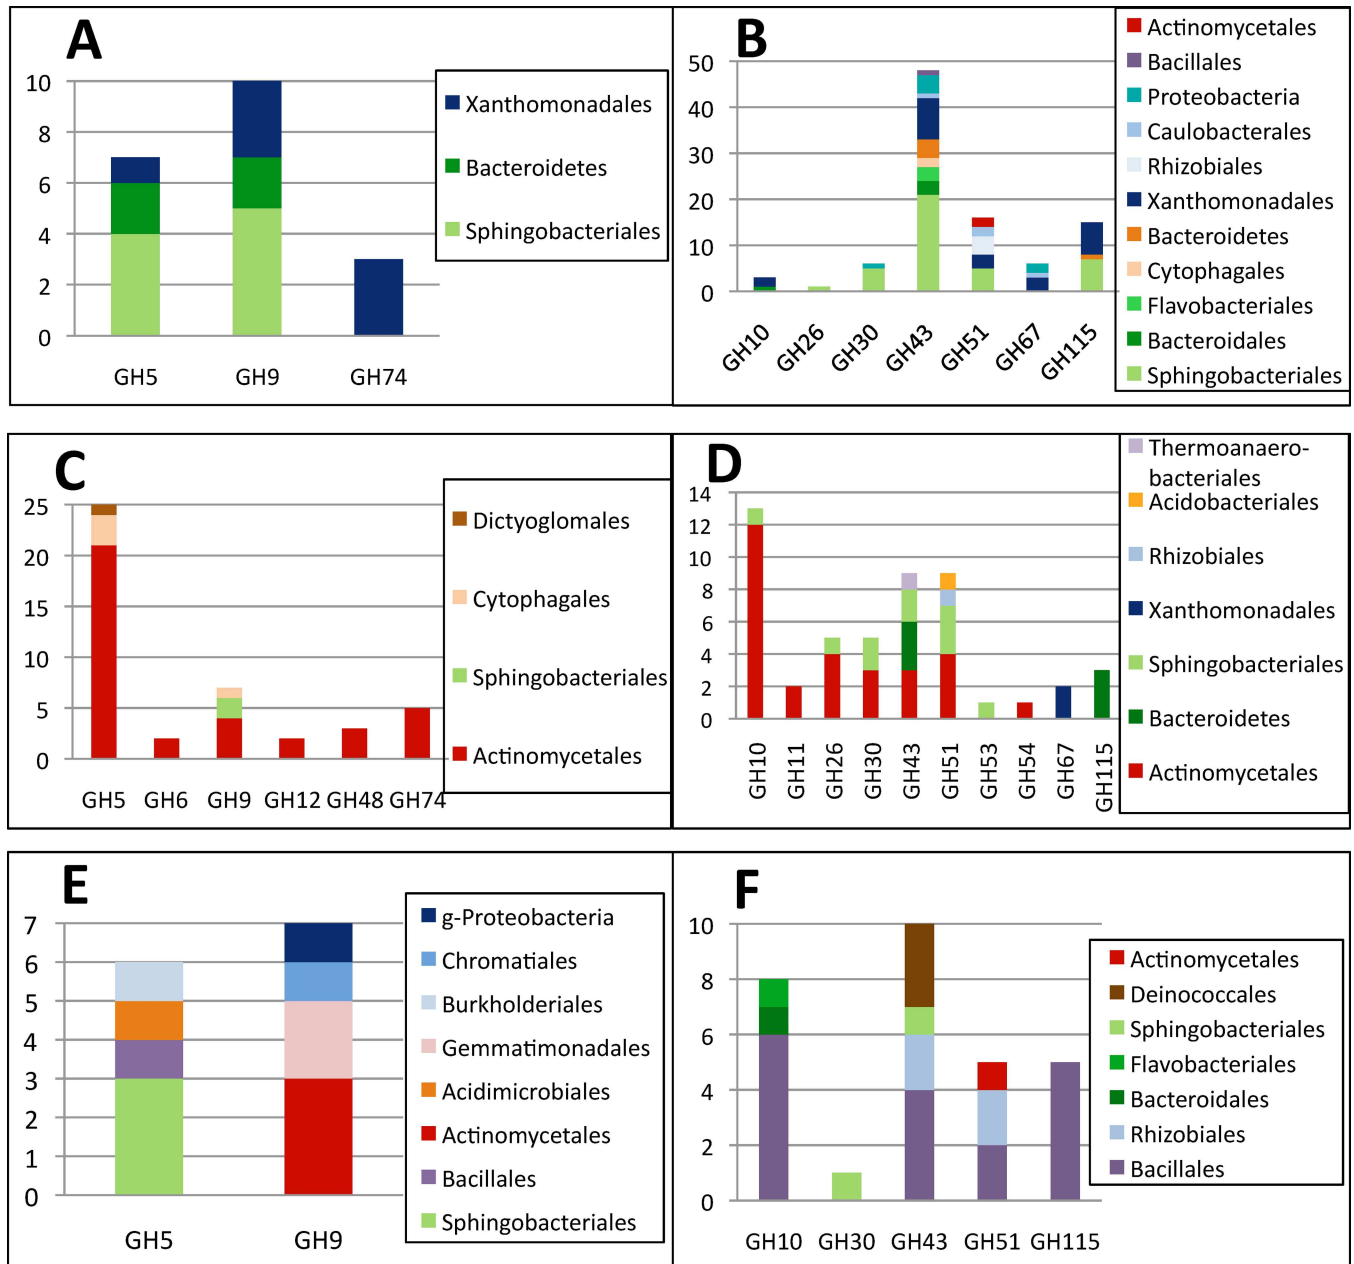 A
10
8
6
4
2
0
GH5 GH9 GH74
Xanthomonadales
Bacteroidetes
Sphingobacteriales
B
50
40
30
20
10
0
GH10 GH26 GH30 GH43 GH51 GH67 GH115
Actinomycetales
Bacillales
Proteobacteria
Caulobacterales
Rhizobiales
Xanthomonadales
Bacteroidetes
Cytophagales
Flavobacteriales
Bacteroidales
Sphingobacteriales
C
25
20
15
10
5
0
GH5 GH6 GH9 GH12 GH48 GH74
Dictyoglomales
Cytophagales
Sphingobacteriales
Actinomycetales
D
14
12
10
8
6
4
2
0
GH10 GH11 GH26 GH30 GH43 GH51 GH53 GH54 GH67 GH115
Thermoanaero-
bacteriales
Acidobacteriales
Rhizobiales
Xanthomonadales
Sphingobacteriales
Bacteroidetes
Actinomycetales
E
7
6
5
4
3
2
1
0
GH5 GH9
g-Proteobacteria
Chromatiales
Burkholderiales
Gemmatimonadales
Acidimicrobiales
Actinomycetales
Bacillales
Sphingobacteriales
F
10
8
6
4
2
0
GH10 GH30 GH43 GH51 GH115
Actinomycetales
Deinococcales
Sphingobacteriales
Flavobacteriales
Bacteroidales
Rhizobiales
Bacillales